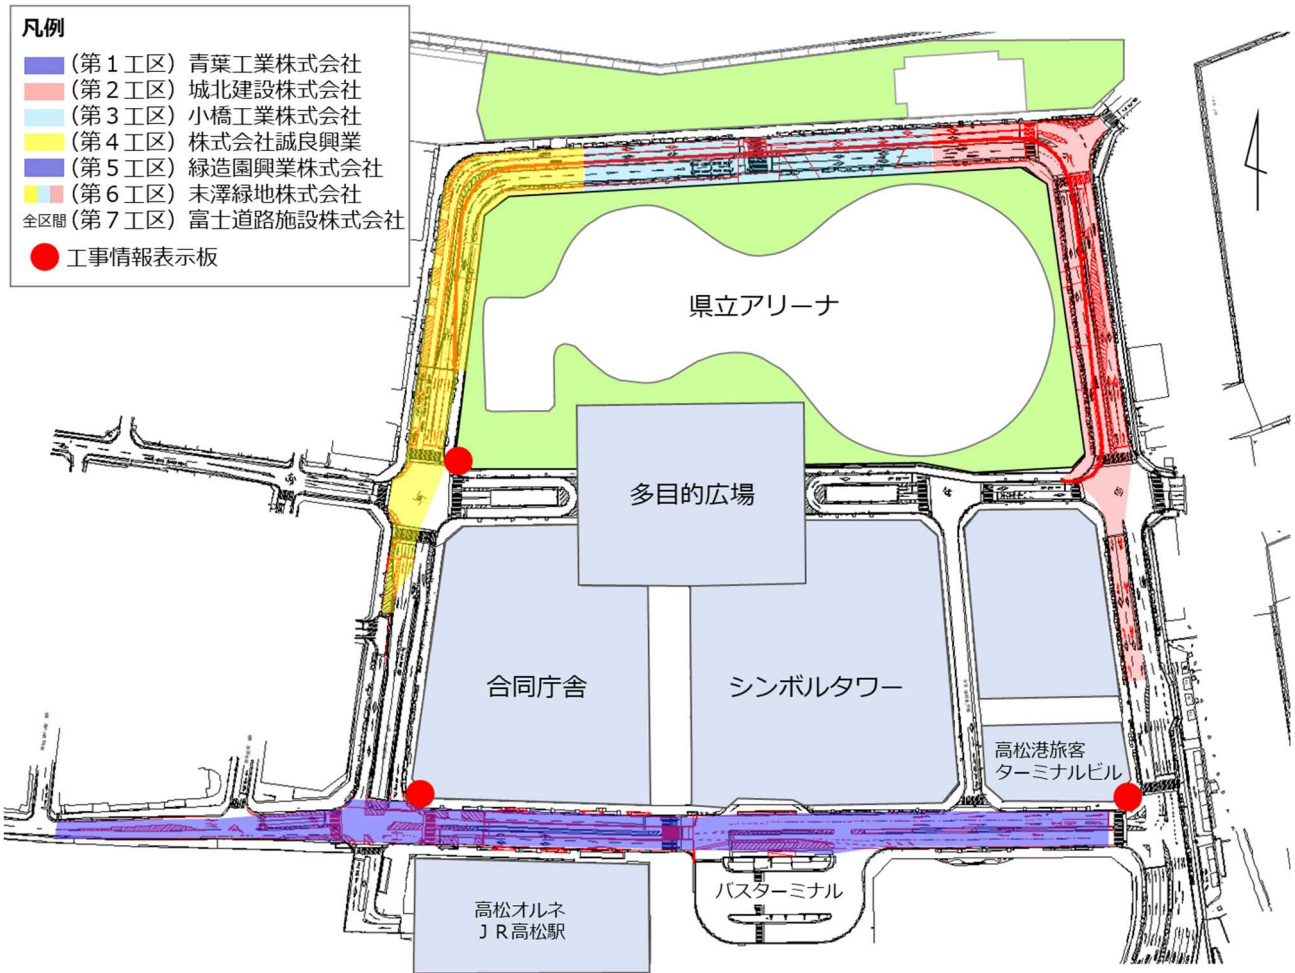 凡例
(第1工区) 青葉工業株式会社
(第2工区) 城北建設株式会社
(第3工区) 小橋工業株式会社
(第4工区) 株式会社誠良興業
(第5工区) 緑造園興業株式会社
(第6工区) 末澤緑地株式会社
全区間 (第7工区) 富士道路施設株式会社
工事情報表示板
県立アリーナ
多目的広場
合同庁舎
シンボルタワー
高松港旅客
ターミナルビル
バスターミナル
高松オルネ
JR高松駅